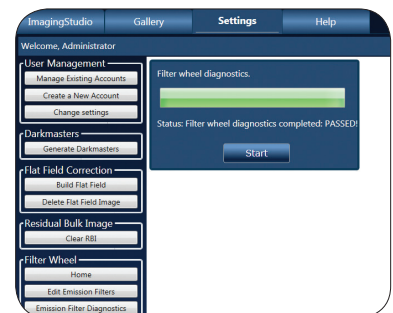 ImagingStudio Gallery Settings Help
Welcome, Administrator
User Management
Manage Existing Accounts
Create a New Account
Change settings
Darkmasters
Generate Darkmasters
Flat Field Correction
Build Flat Field
Delete Flat Field Image
Residual Bulk Image
Clear RBI
Filter Wheel
Home
Edit Emission Filters
Emission Filter Diagnostics
Filter wheel diagnostics.
Status: Filter wheel diagnostics completed: PASSED!
Start